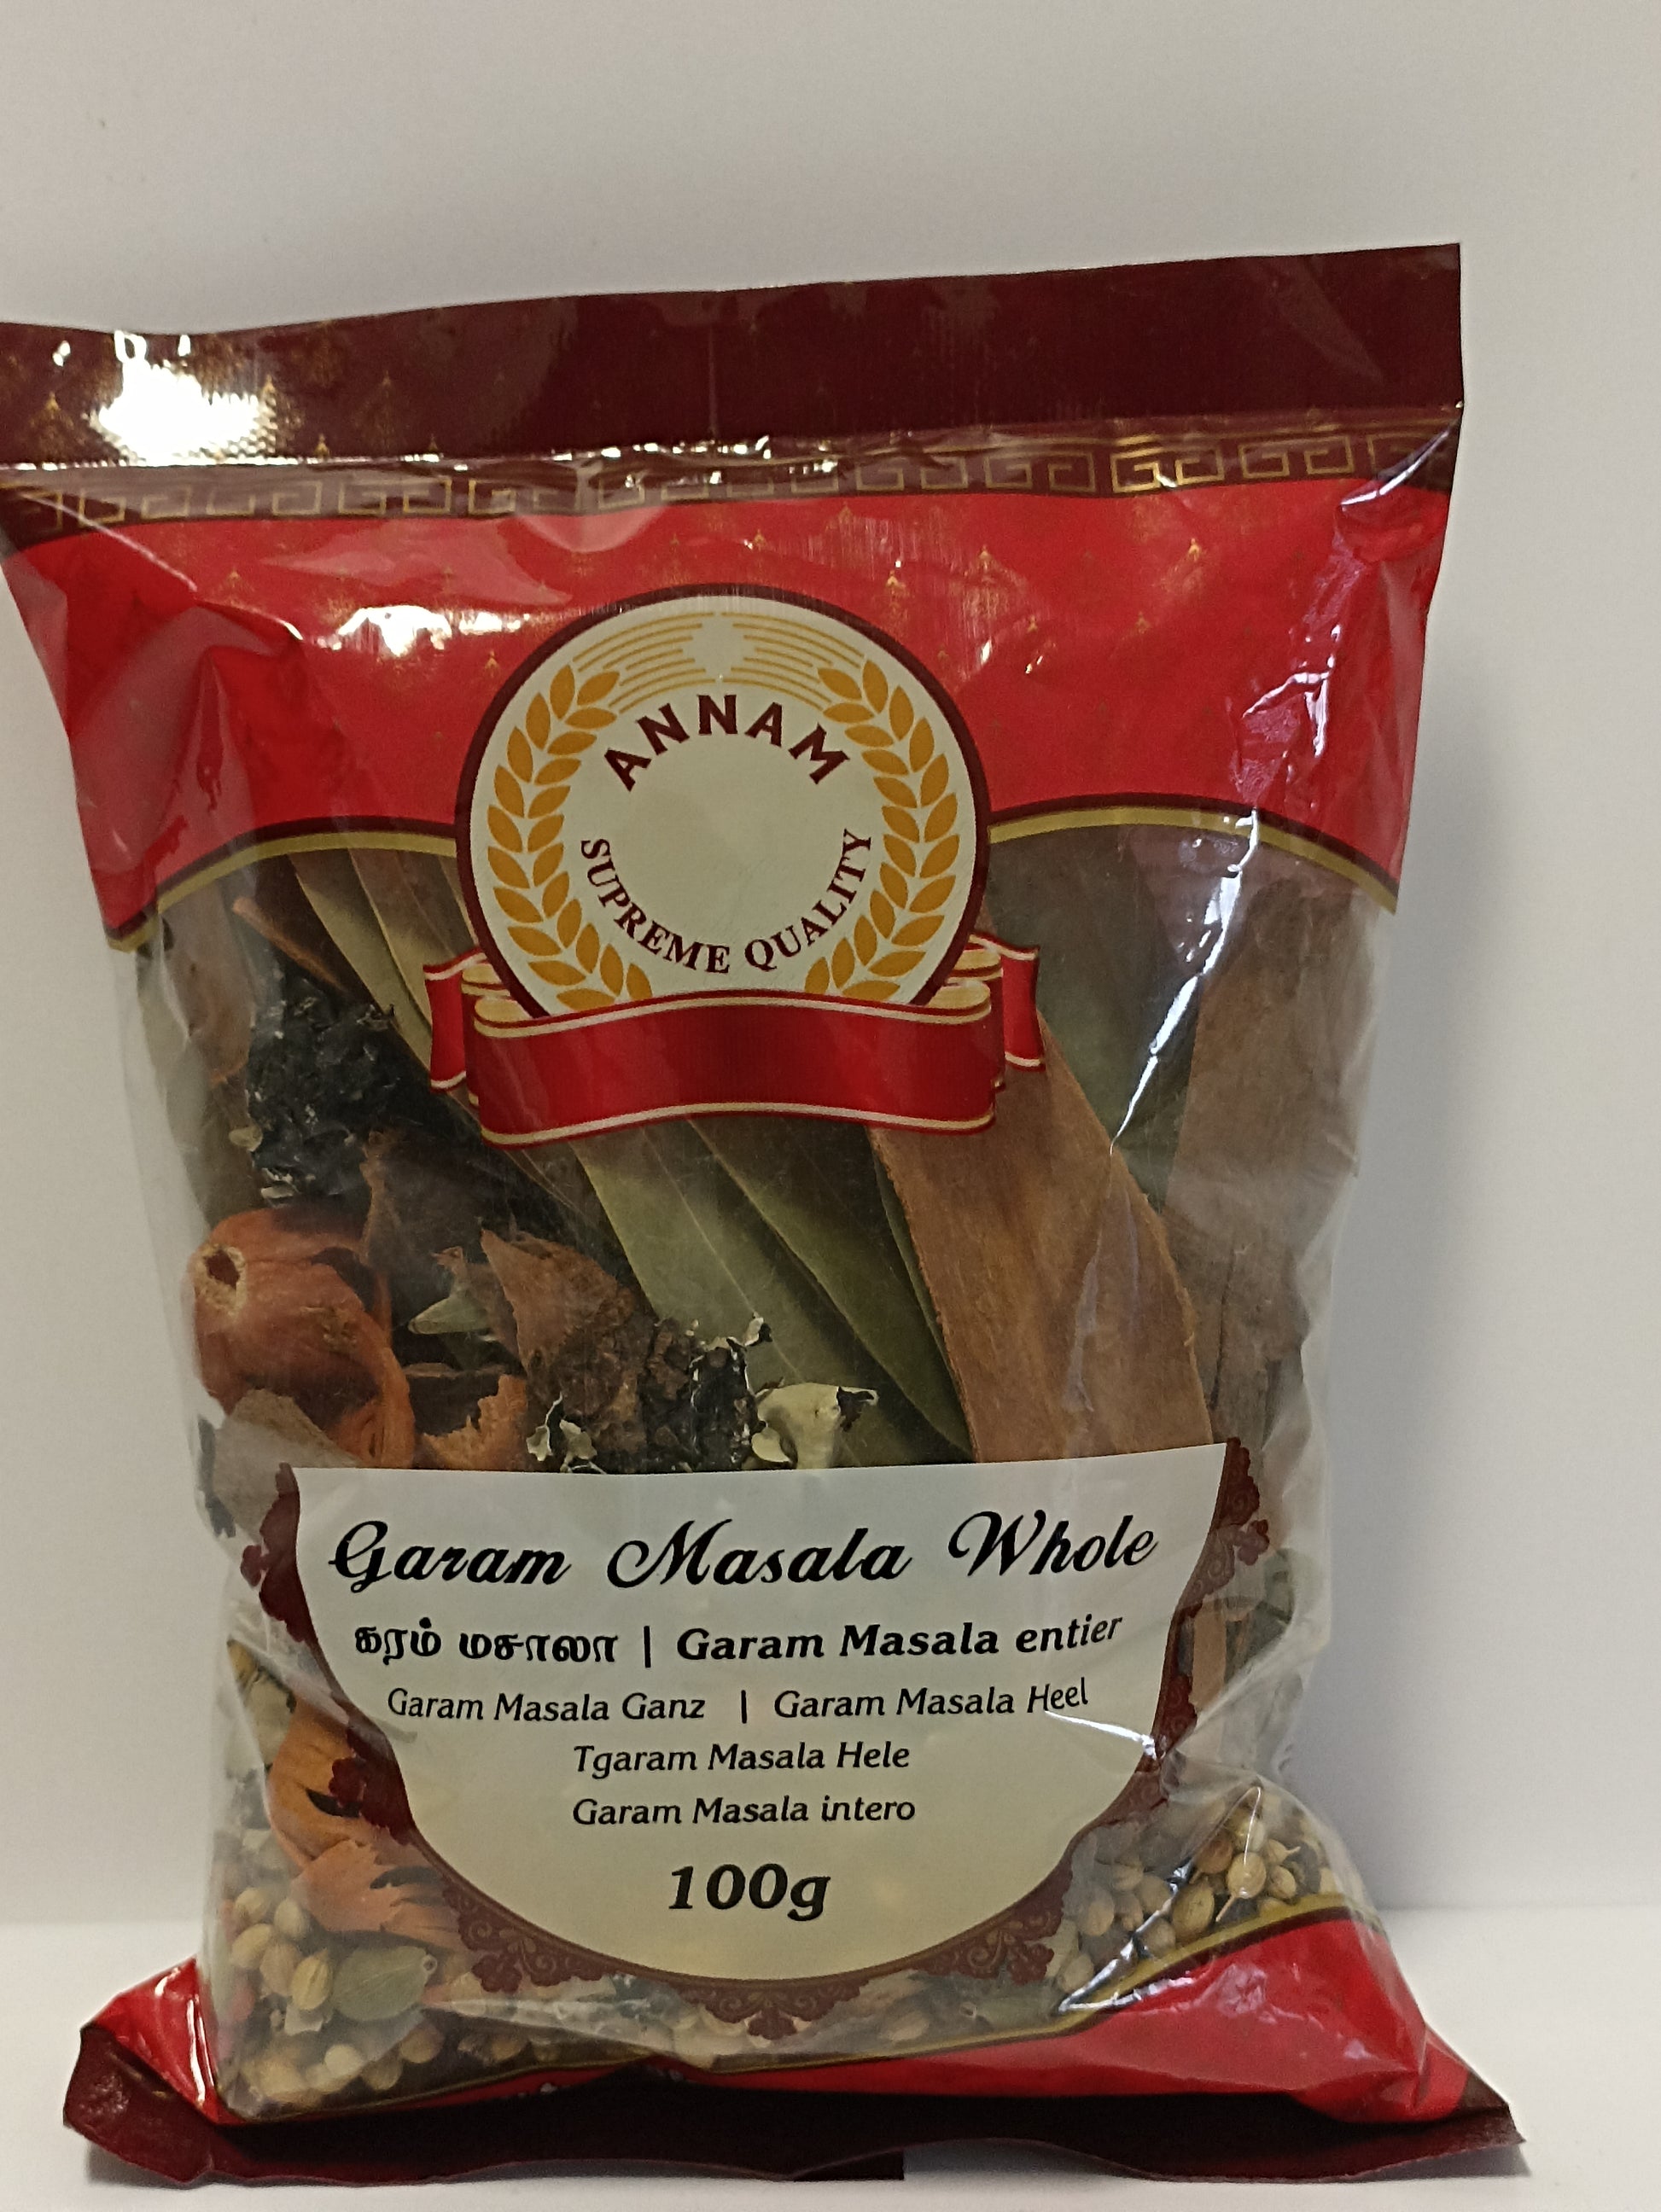 ANNAM
SUPREME QUALITY
Garam Masala Whole
கரம் மசாலா | Garam Masala entier
Garam Masala Ganz | Garam Masala Heel
Tgaram Masala Hele
Garam Masala intero
100g